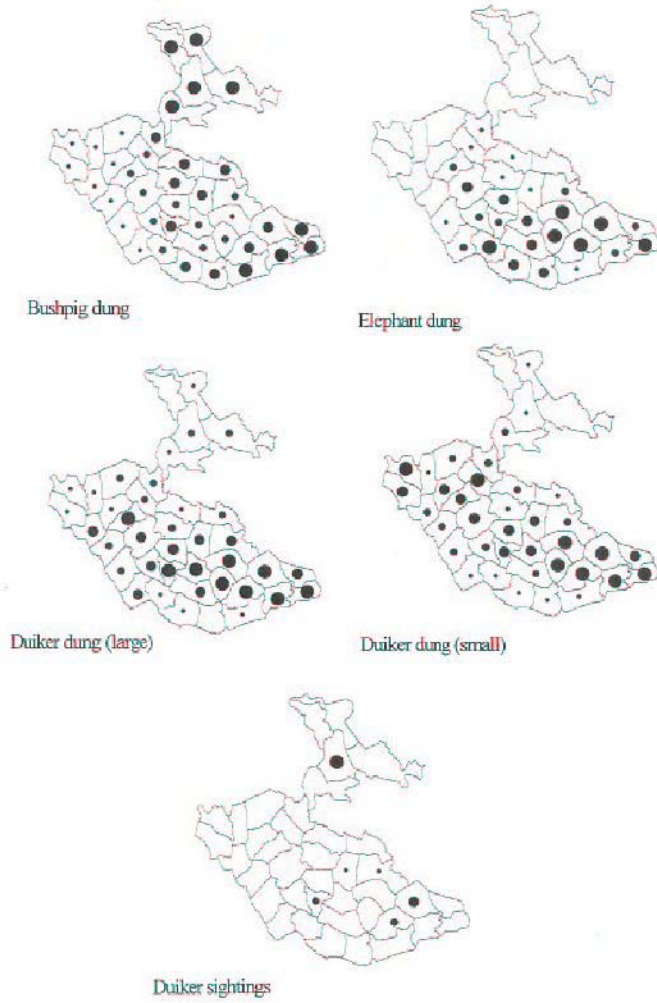 Bushpig dung
Elephant dung
Duiker dung (large)
Duiker dung (small)
Duiker sightings